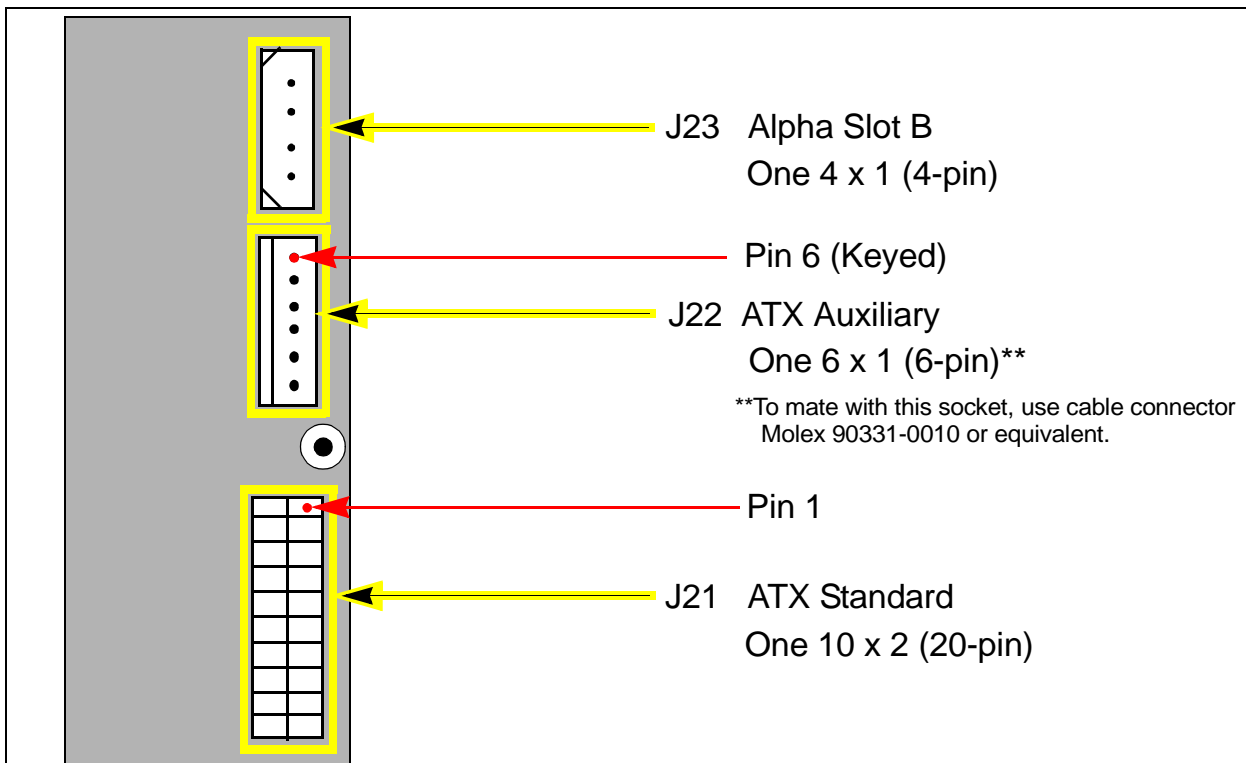 J23 Alpha Slot B
One 4 x 1 (4-pin)
Pin 6 (Keyed)
J22 ATX Auxiliary
One 6 x 1 (6-pin)**
**To mate with this socket, use cable connector
Molex 90331-0010 or equivalent.
Pin 1
J21 ATX Standard
One 10 x 2 (20-pin)